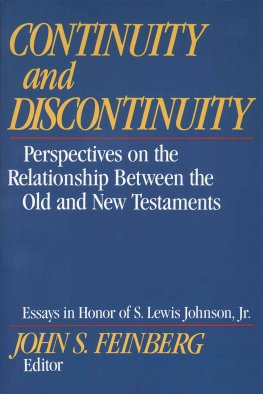 CONTINUITY
and
DISCONTINUITY
Perspectives on the
Relationship Between the
Old and New Testaments
Essays in Honor of S. Lewis Johnson, Jr.
JOHN S. FEINBERG
Editor